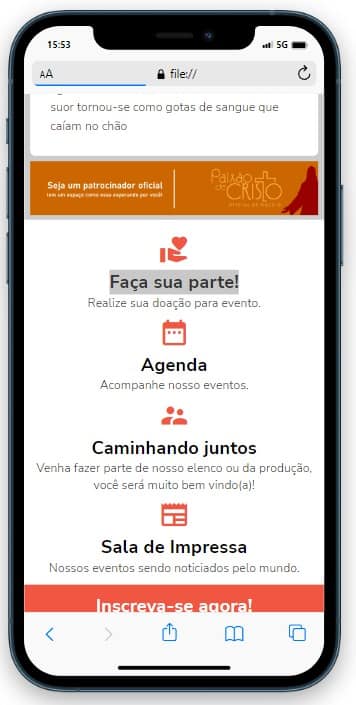 15:53
5G
AA
file://
suor tornou-se como gotas de sangue que
caíam no chão
Seja um patrocinador oficial
tem um espaço como esse esperando por você!
Paixão
de CRISTO
Faça sua parte!
Realize sua doação para evento.
Agenda
Acompanhe nosso eventos.
Caminhando juntos
Venha fazer parte de nosso elenco ou da produção,
você será muito bem vindo(a)!
Sala de Impressa
Nossos eventos sendo noticiados pelo mundo.
Inscreva-se agora!